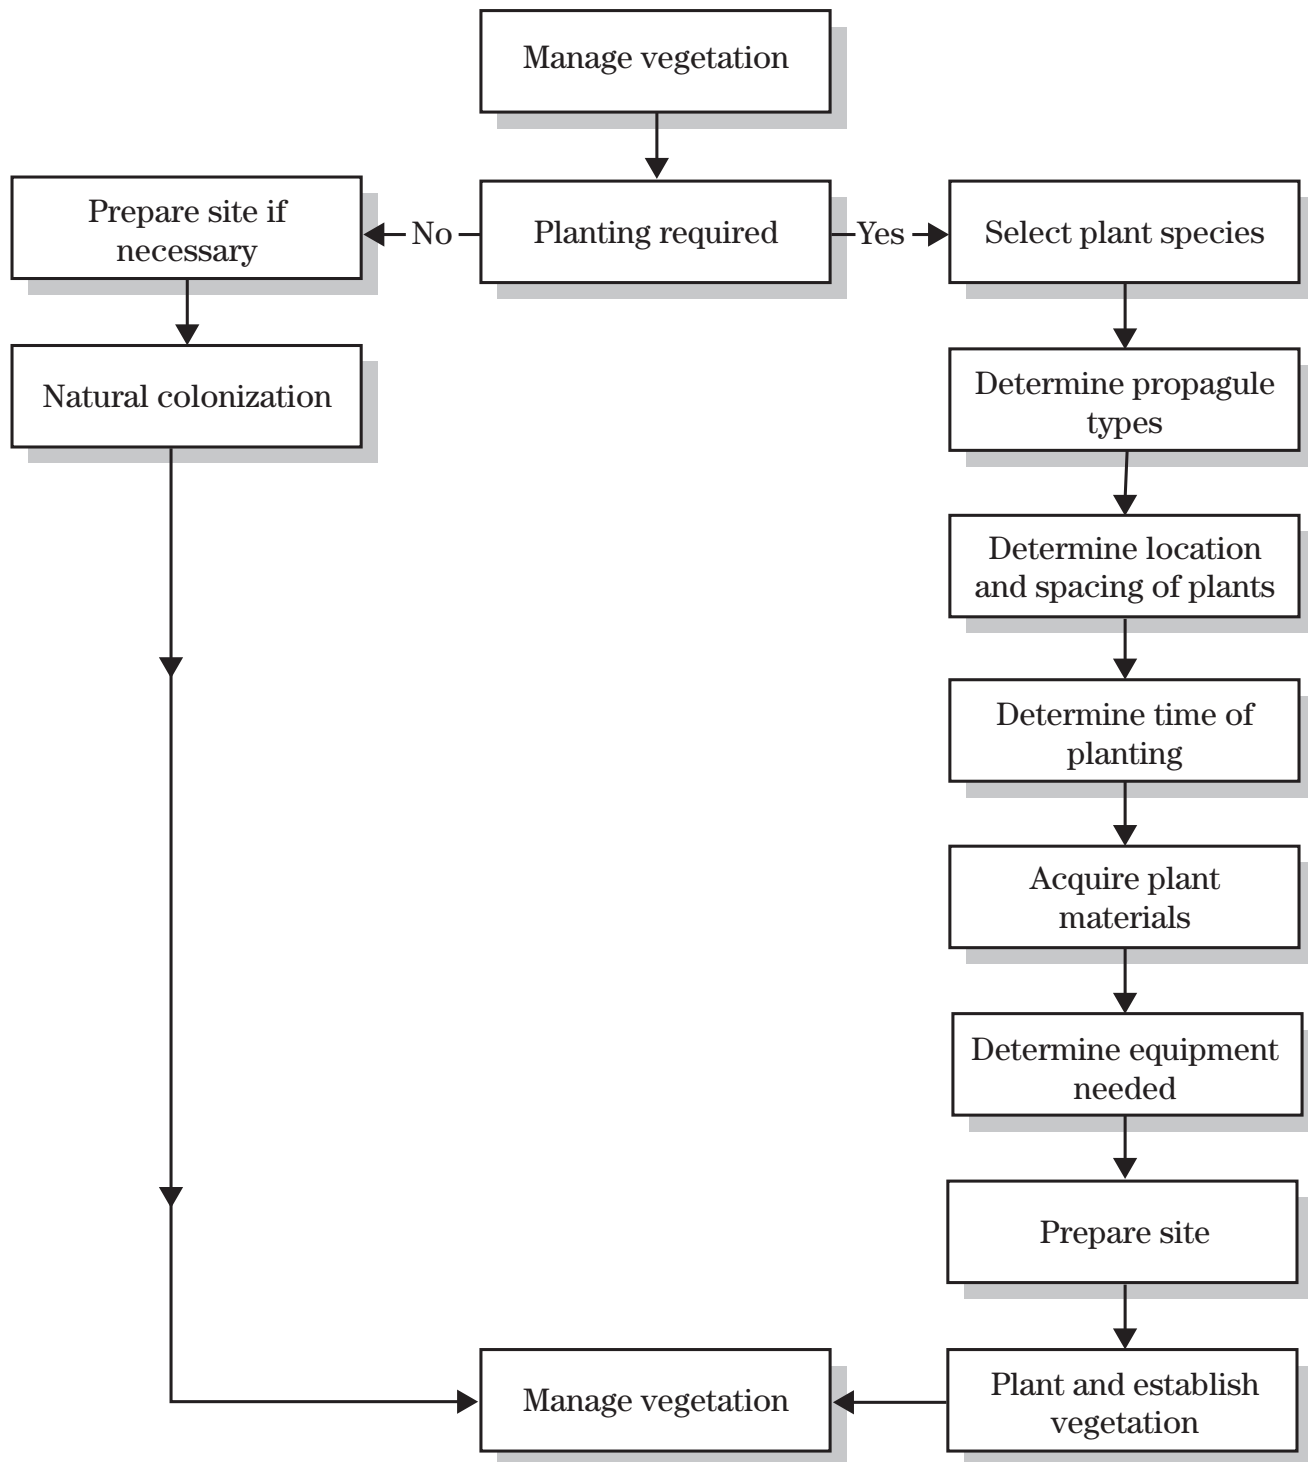 Manage vegetation
Prepare site if
necessary
No
Planting required
Yes
Select plant species
Natural colonization
Determine propagule
types
Determine location
and spacing of plants
Determine time of
planting
Acquire plant
materials
Determine equipment
needed
Prepare site
Manage vegetation
Plant and establish
vegetation